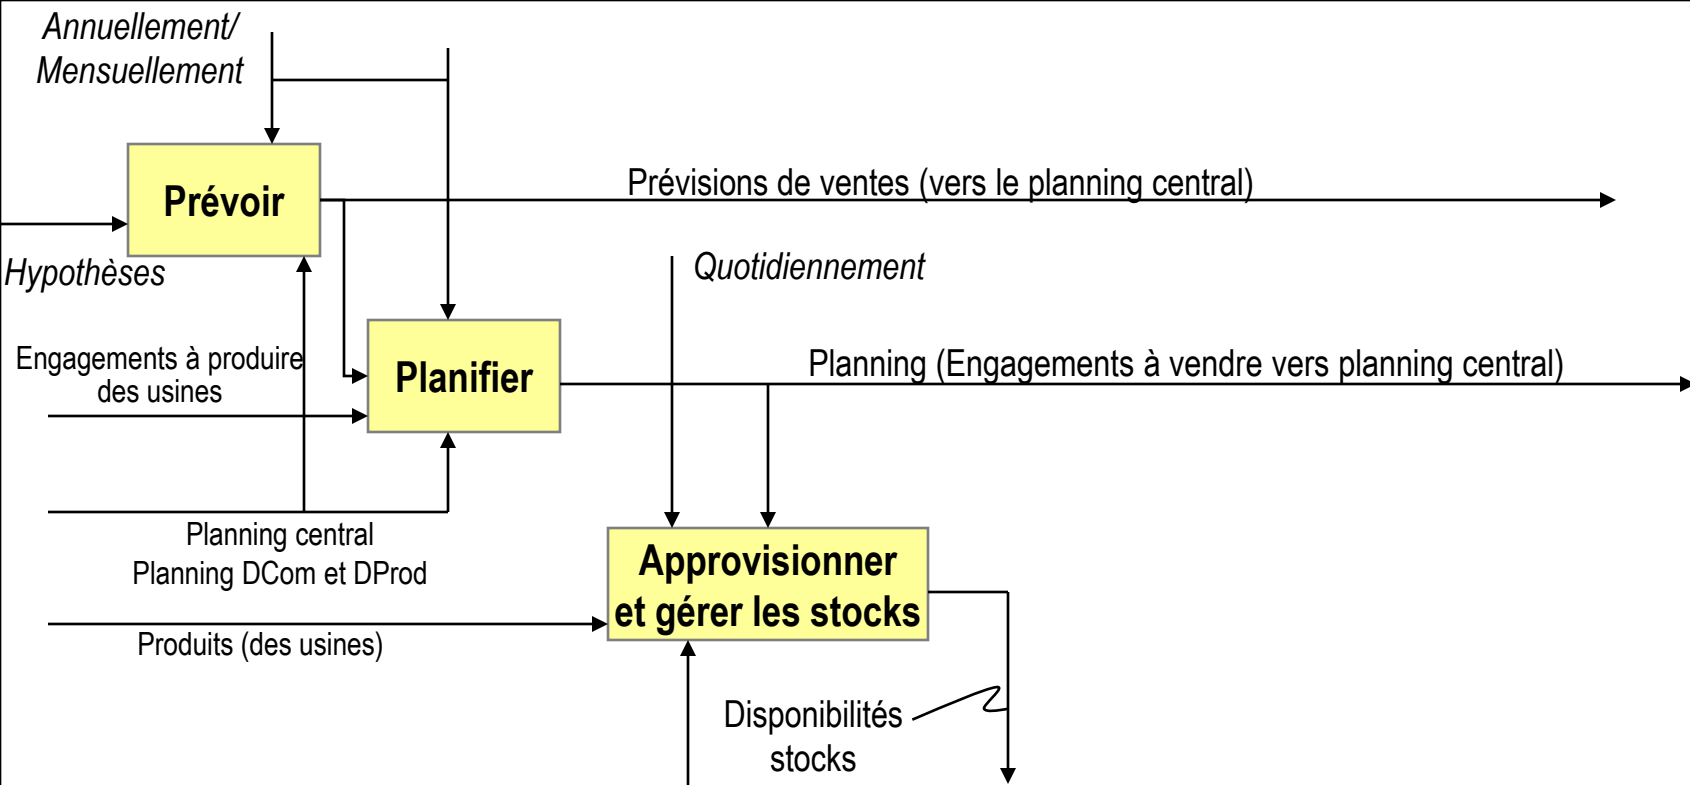 Annuellement/
Mensuellement
Prévoir
Prévisions de ventes (vers le planning central)
Hypothèses
Quotidiennement
Engagements à produire
des usines
Planifier
Planning (Engagements à vendre vers planning central)
Planning central
Planning DCom et DProd
Approvisionner
et gérer les stocks
Produits (des usines)
Disponibilités
stocks